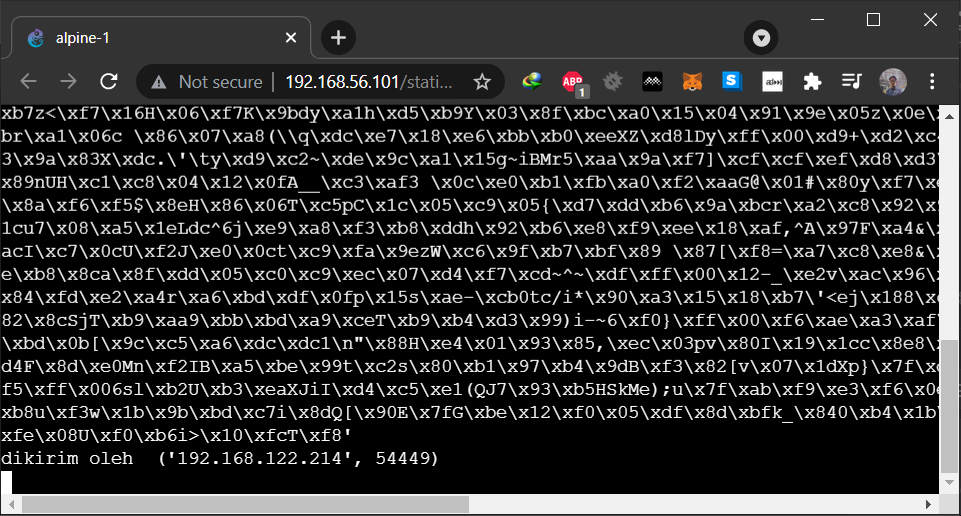 alpine-1
Not secure | 192.168.56.101/stati...
ABP
1
S
xb7z<\xf7\x16H\x06\xf7K\x9bdy\xa1h\xd5\xb9Y\x03\x8f\xbc\xa0\x15\x04\x91\x9e\x05z\x0e\
br\xa1\x06c \x86\x07\xa8(\\q\xdc\xe7\x18\xe6\xbb\xb0\xeeXZ\xd8lDy\xff\x00\xd9+\xd2\xc
3\x9a\x83X\xdc.\'\ty\xd9\xc2~\xde\x9c\xa1\x15g~iBMr5\xaa\x9a\xf7]\xcf\xcf\xef\xd8\xd3\
x89nUH\xc1\xc8\x04\x12\x0fA__\xc3\xaf3 \x0c\xe0\xb1\xfb\xa0\xf2\xaaG@\x01#\x80y\xf7\xe
\x8a\xf6\xf5$\x8eH\x86\x06T\xc5pC\x1c\x05\xc9\x05{\xd7\xdd\xb6\x9a\xbcr\xa2\xc8\x92\
1cu7\x08\xa5\x1eLdc^6j\xe9\xa8\xf3\xb8\xddh\x92\xb6\xe8\xf9\xee\x18\xaf,^A\x97F\xa4&\
acI\xc7\x0cU\xf2J\xe0\x0ct\xc9\xfa\x9ezW\xc6\x9f\xb7\xbf\x89 \x87[\xf8=\xa7\xc8\xe8&\
e\xb8\x8ca\x8f\xdd\x05\xc0\xc9\xec\x07\xd4\xf7\xcd~^~\xdf\xff\x00\x12-_\xe2v\xac\x96\
x84\xfd\xe2\xa4r\xa6\xbd\xdf\x0fp\x15s\xae-\xcb0tc/i*\x90\xa3\x15\x18\xb7\'<ej\x188\x
82\x8cSjT\xb9\xaa9\xbb\xbd\xa9\xceT\xb9\xb4\xd3\x99)i-~6\xf0}\xff\x00\xf6\xae\xa3\xaf\
\xbd\x0b[\x9c\xc5\xa6\xdc\xdc1\n"\x88H\xe4\x01\x93\x85,\xec\x03pv\x80I\x19\x1cc\x8e8\
d4F\x8d\xe0Mn\xf2IB\xa5\xbe\x99t\xc2s\x80\xb1\x97\xb4\x9dB\xf3\x82[v\x07\x1dXp}\x7f\x
f5\xff\x006sl\xb2U\xb3\xeaXJiI\xd4\xc5\xe1(QJ7\x93\xb5HSkMe);u\x7f\xab\xf9\xe3\xf6\x0e
xb8u\xf3w\x1b\x9b\xbd\xc7i\x8dQ[\x90E\x7fG\xbe\x12\xf0\x05\xdf\x8d\xbfk_\x840\xb4\x1b\
xfe\x08U\xf0\xb6i>\x10\xfcT\xf8'
dikirim oleh  ('192.168.122.214', 54449)